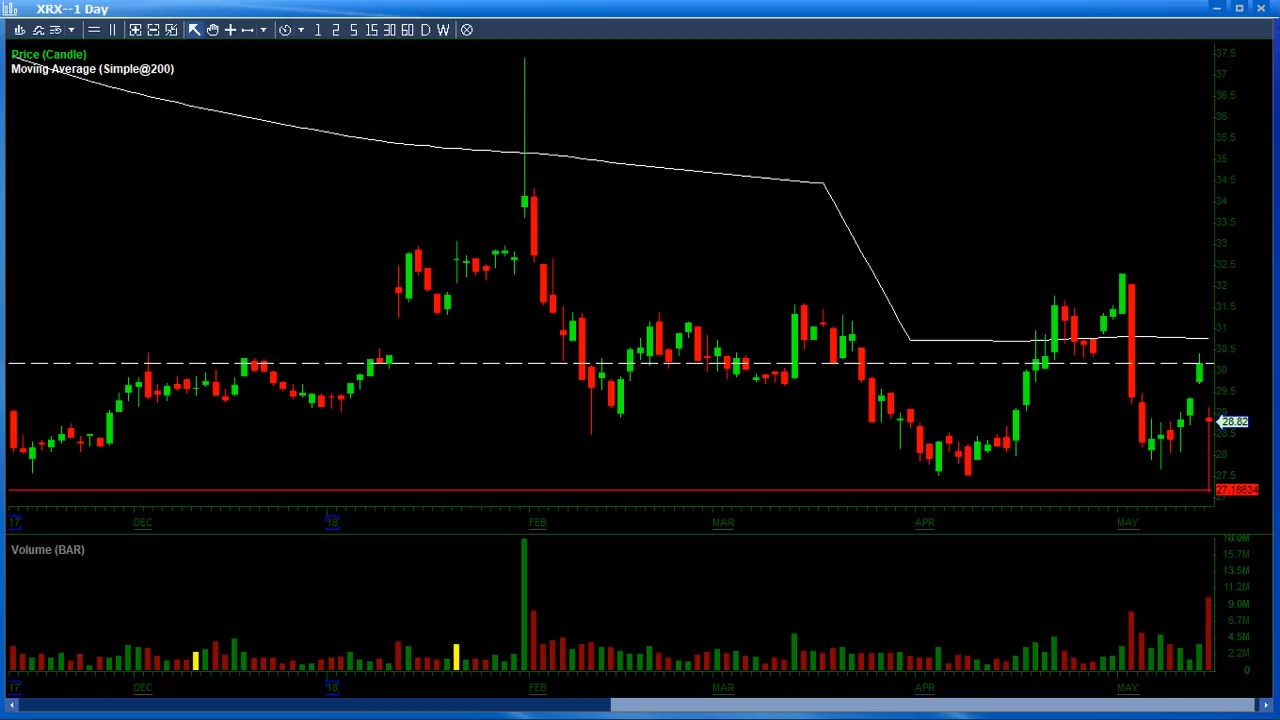 XRX--1 Day
1 2 5 15 30 60 D W
Price (Candle)
Moving Average (Simple@200)
37.5
37
36.5
36
35.5
35
34.5
34
33.5
33
32.5
32
31.5
31
30.5
30
29.5
29
28.82
28.5
28
27.5
27.18634
17 DEC 18 FEB MAR APR MAY
Volume (BAR)
18.0M
15.7M
13.5M
11.2M
9.0M
6.7M
4.5M
2.2M
0
17 DEC 18 FEB MAR APR MAY